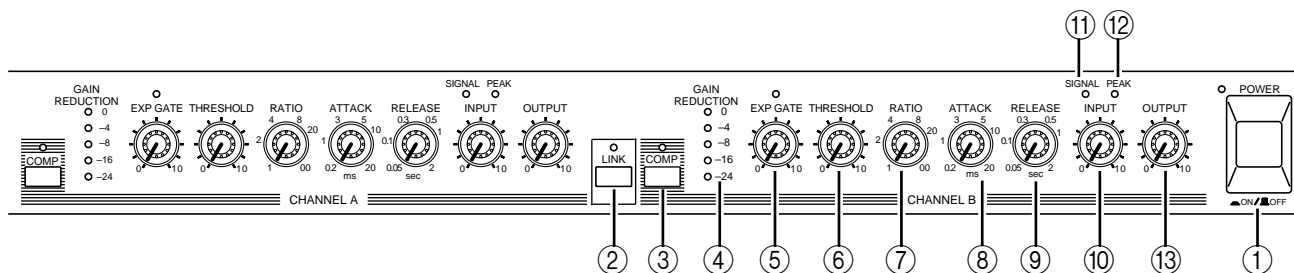 ⑪ ⑫
SIGNAL PEAK SIGNAL PEAK POWER
GAIN
REDUCTION
0
–4
–8
–16
–24
COMP
EXP GATE
0 10
THRESHOLD
0 10
RATIO
1 2 4 8 20 00
ATTACK
0.2 1 3 5 10 20
ms
RELEASE
0.05 0.1 0.3 0.5 1 2
sec
INPUT
0 10
OUTPUT
0 10
CHANNEL A
LINK
COMP
GAIN
REDUCTION
0
–4
–8
–16
–24
EXP GATE
0 10
THRESHOLD
0 10
RATIO
1 2 4 8 20 00
ATTACK
0.2 1 3 5 10 20
ms
RELEASE
0.05 0.1 0.3 0.5 1 2
sec
INPUT
0 10
OUTPUT
0 10
CHANNEL B
ON / OFF
② ③ ④ ⑤ ⑥ ⑦ ⑧ ⑨ ⑩ ⑬ ①